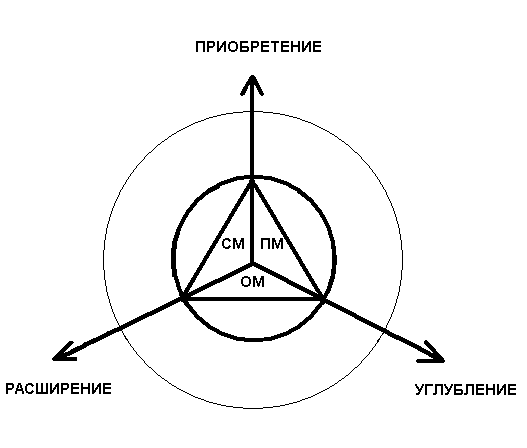 ПРИОБРЕТЕНИЕ
СМ ПМ
ОМ
РАСШИРЕНИЕ
УГЛУБЛЕНИЕ